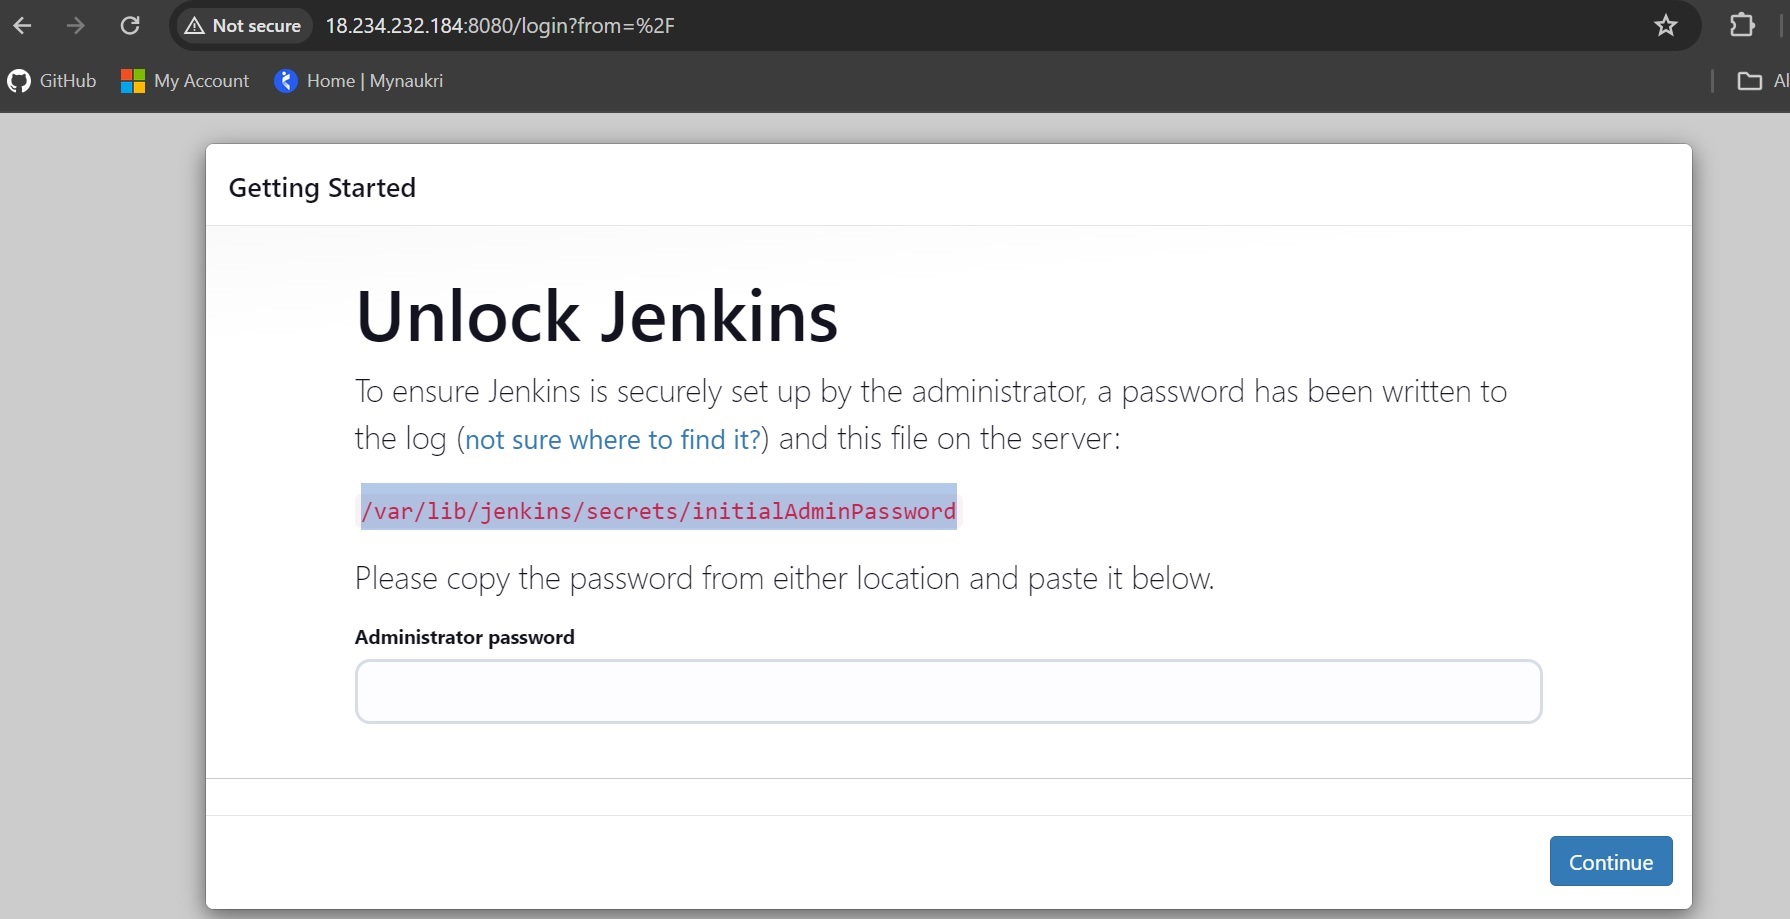 Not secure 18.234.232.184:8080/login?from=%2F
GitHub My Account Home | Mynaukri Al
Getting Started
Unlock Jenkins
To ensure Jenkins is securely set up by the administrator, a password has been written to
the log (not sure where to find it?) and this file on the server:
/var/lib/jenkins/secrets/initialAdminPassword
Please copy the password from either location and paste it below.
Administrator password
Continue